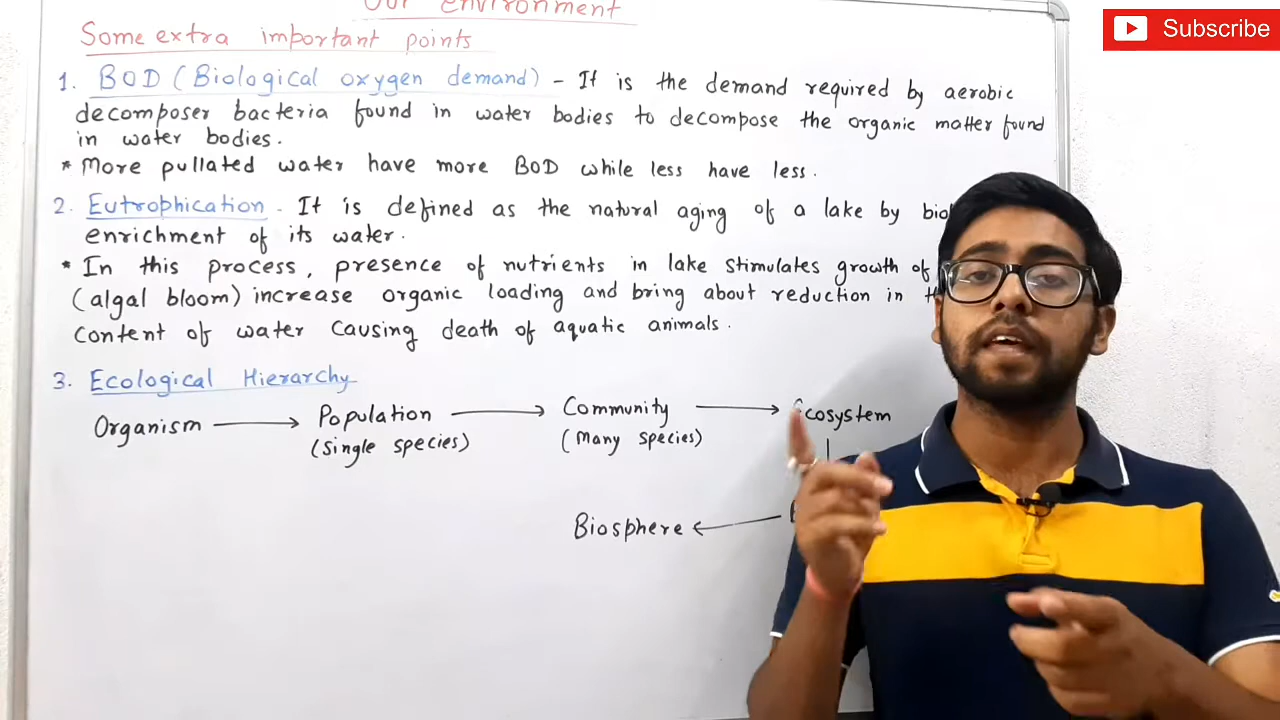 Subscribe
Our environment
Some extra important points
1. BOD (Biological oxygen demand) - It is the demand required by aerobic
decomposer bacteria found in water bodies to decompose the organic matter found
in water bodies.
* More pullated water have more BOD while less have less.
2. Eutrophication - It is defined as the natural aging of a lake by
enrichment of its water.
* In this process, presence of nutrients in lake stimulates growth of
(algal bloom) increase organic loading and bring about reduction in
content of water causing death of aquatic animals.
3. Ecological Hierarchy
Organism → Population → Community → Ecosystem
(single species) (Many species)
Biosphere ←